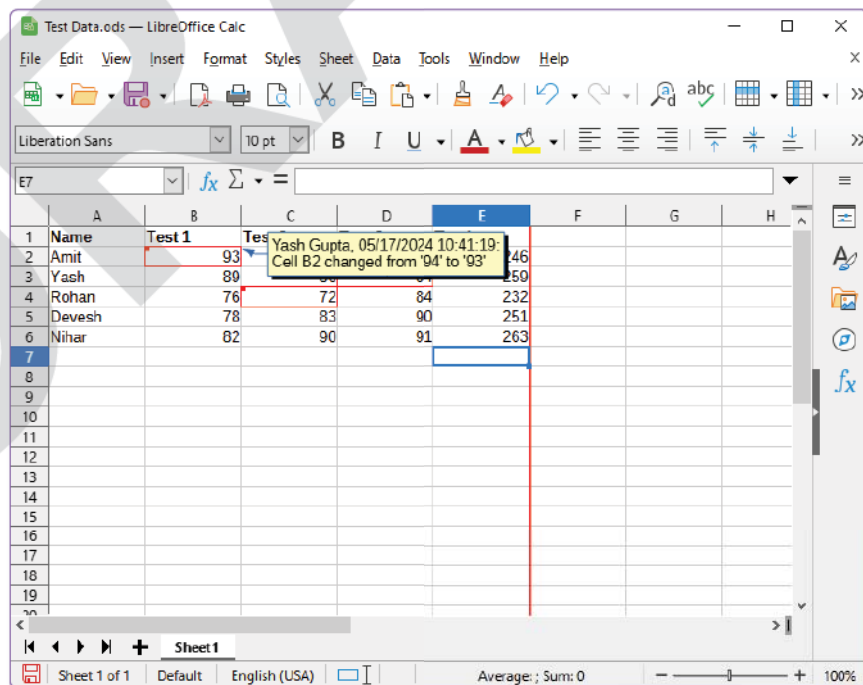 Test Data.ods — LibreOffice Calc
File Edit View Insert Format Styles Sheet Data Tools Window Help
Liberation Sans 10 pt B I U A
E7 fx Σ =
A B C D E F G H
1 Name Test 1
2 Amit 93 246
3 Yash 89 259
4 Rohan 76 72 84 232
5 Devesh 78 83 90 251
6 Nihar 82 90 91 263
7
8
9
10
11
12
13
14
15
16
17
18
19
Yash Gupta, 05/17/2024 10:41:19:
Cell B2 changed from '94' to '93'
Sheet1
Sheet 1 of 1 Default English (USA) Average: ; Sum: 0 100%